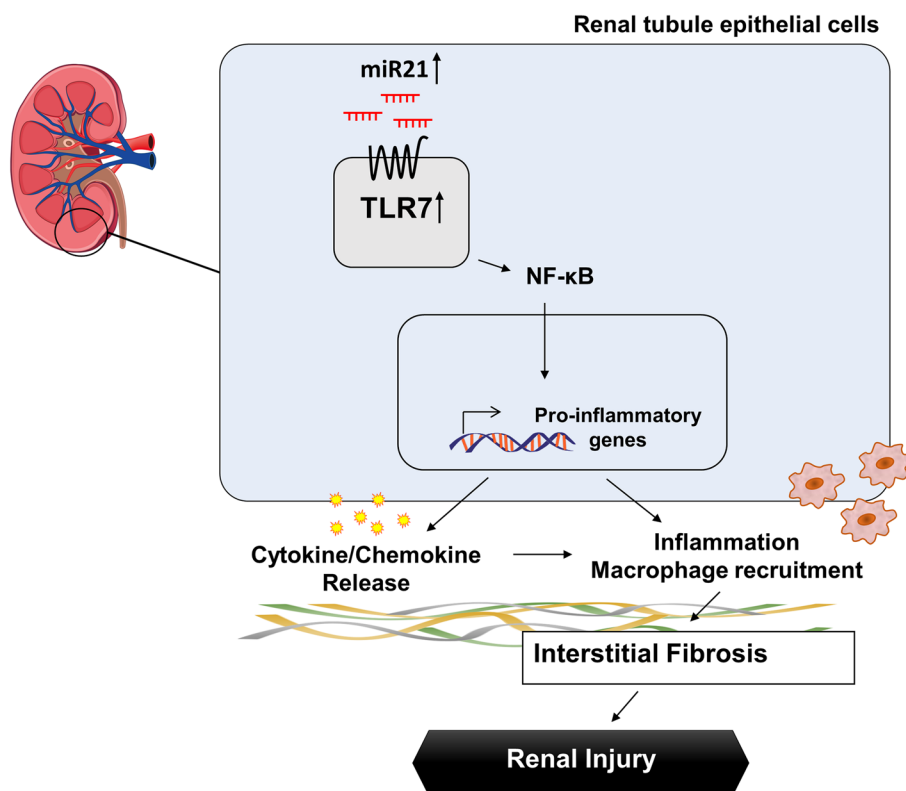 Renal tubule epithelial cells
miR21
TLR7
NF-κB
Pro-inflammatory
genes
Cytokine/Chemokine
Release
Inflammation
Macrophage recruitment
Interstitial Fibrosis
Renal Injury